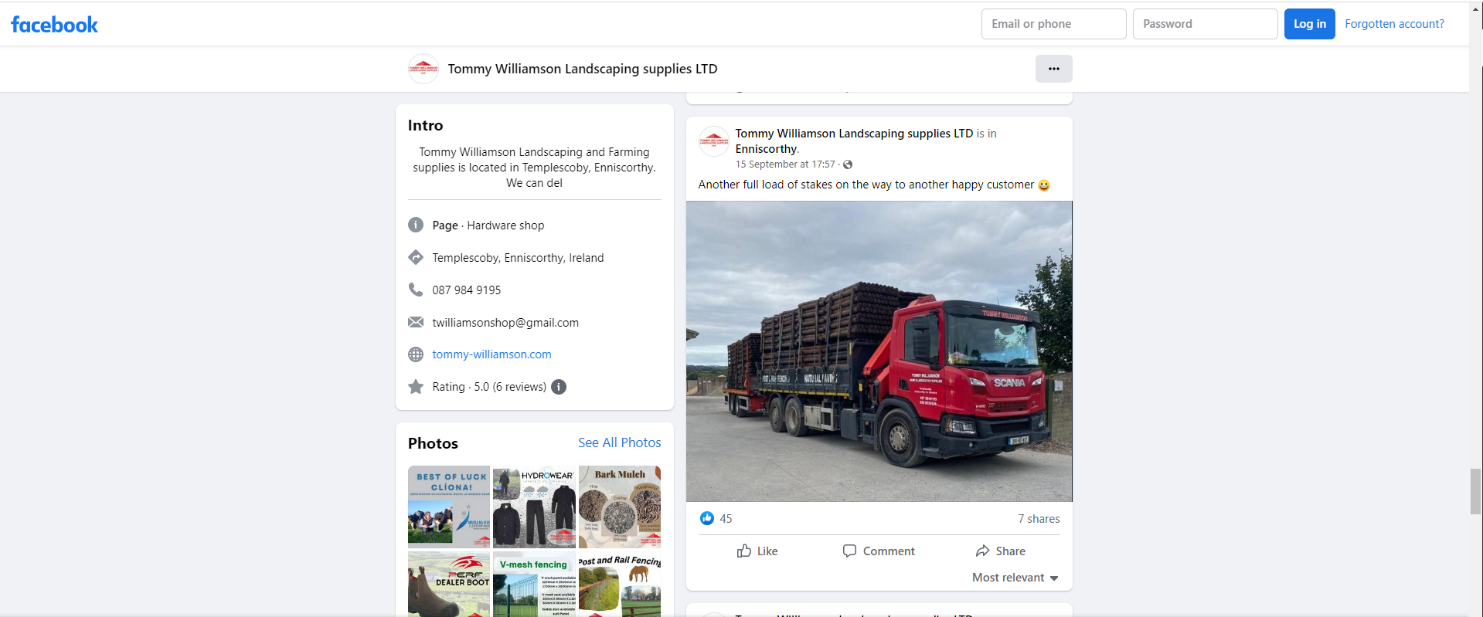 facebook
Email or phone
Password
Log in
Forgotten account?
Tommy Williamson Landscaping supplies LTD
Intro
Tommy Williamson Landscaping and Farming
supplies is located in Templescoby, Enniscorthy.
We can del
Page · Hardware shop
Templescoby, Enniscorthy, Ireland
087 984 9195
twilliamsonshop@gmail.com
tommy-williamson.com
Rating · 5.0 (6 reviews)
Photos
See All Photos
BEST OF LUCK
CLÍONA!
HYDROWEAR
Bark Mulch
PERF
DEALER BOOT
V-mesh fencing
Post and Rail Fencing
Tommy Williamson Landscaping supplies LTD is in
Enniscorthy.
15 September at 17:57 ·
Another full load of stakes on the way to another happy customer 😀
TOMMY WILLIAMSON
SCANIA
45
7 shares
Like
Comment
Share
Most relevant